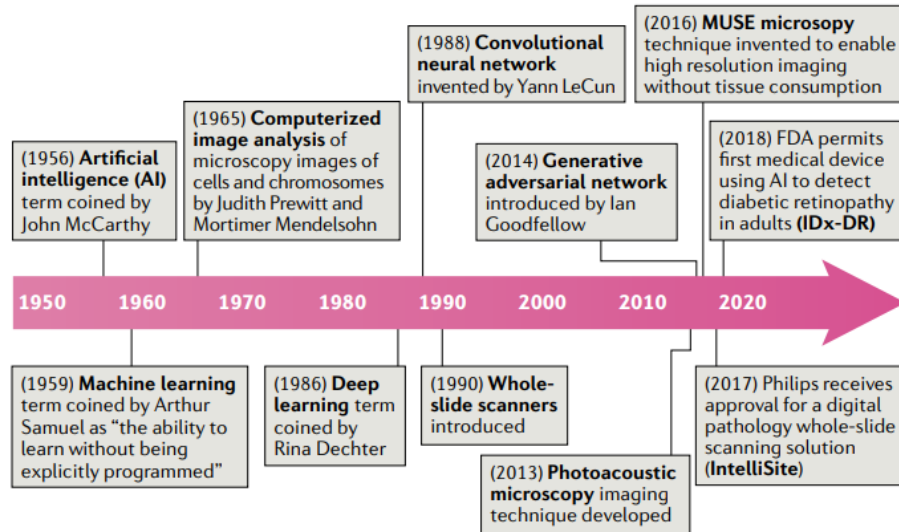 (1988) Convolutional
neural network
invented by Yann LeCun
(2016) MUSE microsopy
technique invented to enable
high resolution imaging
without tissue consumption
(1956) Artificial
intelligence (AI)
term coined by
John McCarthy
(1965) Computerized
image analysis of
microscopy images of
cells and chromosomes
by Judith Prewitt and
Mortimer Mendelsohn
(2014) Generative
adversarial network
introduced by Ian
Goodfellow
(2018) FDA permits
first medical device
using AI to detect
diabetic retinopathy
in adults (IDx-DR)
1950 1960 1970 1980 1990 2000 2010 2020
(1959) Machine learning
term coined by Arthur
Samuel as “the ability to
learn without being
explicitly programmed”
(1986) Deep
learning term
coined by
Rina Dechter
(1990) Whole-
slide scanners
introduced
(2013) Photoacoustic
microscopy imaging
technique developed
(2017) Philips receives
approval for a digital
pathology whole-slide
scanning solution
(IntelliSite)